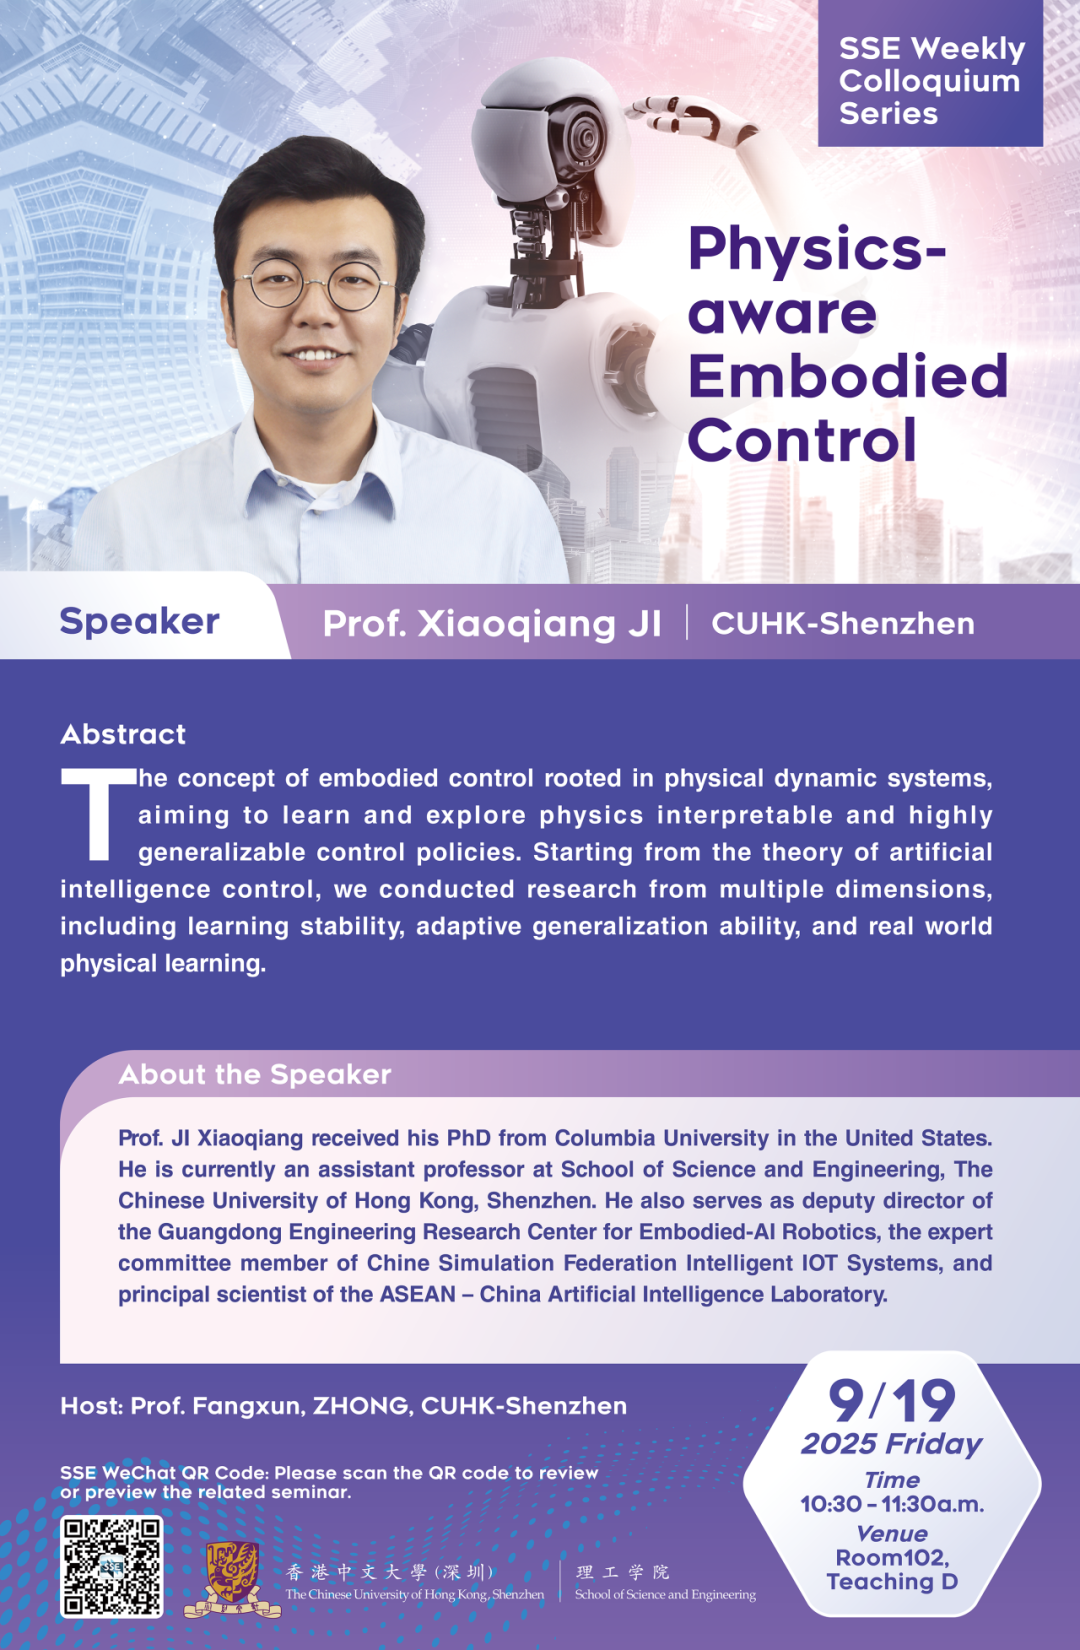 SSE Weekly
Colloquium
Series
Physics-
aware
Embodied
Control
Speaker
Prof. Xiaoqiang JI | CUHK-Shenzhen
Abstract
The concept of embodied control rooted in physical dynamic systems,
aiming to learn and explore physics interpretable and highly
generalizable control policies. Starting from the theory of artificial
intelligence control, we conducted research from multiple dimensions,
including learning stability, adaptive generalization ability, and real world
physical learning.
About the Speaker
Prof. JI Xiaoqiang received his PhD from Columbia University in the United States.
He is currently an assistant professor at School of Science and Engineering, The
Chinese University of Hong Kong, Shenzhen. He also serves as deputy director of
the Guangdong Engineering Research Center for Embodied-AI Robotics, the expert
committee member of Chine Simulation Federation Intelligent IOT Systems, and
principal scientist of the ASEAN – China Artificial Intelligence Laboratory.
Host: Prof. Fangxun, ZHONG, CUHK-Shenzhen
SSE WeChat QR Code: Please scan the QR code to review
or preview the related seminar.
SSE
香港中文大學(深圳)
The Chinese University of Hong Kong, Shenzhen
理工学院
School of Science and Engineering
9/19
2025 Friday
Time
10:30 – 11:30a.m.
Venue
Room102,
Teaching D